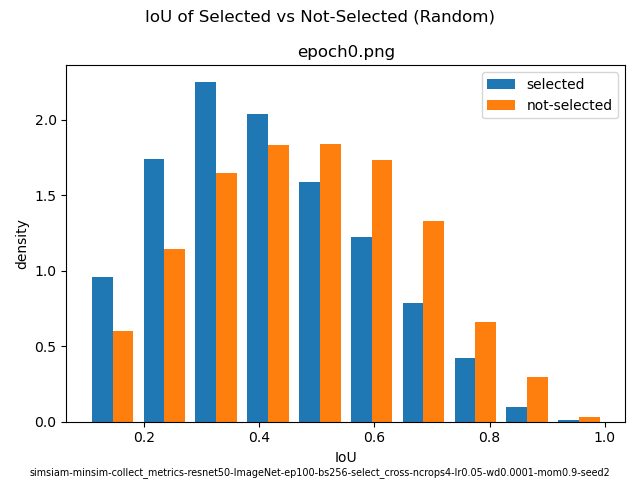 IoU of Selected vs Not-Selected (Random)
epoch0.png
selected
not-selected
density
2.0
1.5
1.0
0.5
0.0
0.2
0.4
0.6
0.8
1.0
IoU
simsiam-minsim-collect_metrics-resnet50-ImageNet-ep100-bs256-select_cross-ncrops4-lr0.05-wd0.0001-mom0.9-seed2